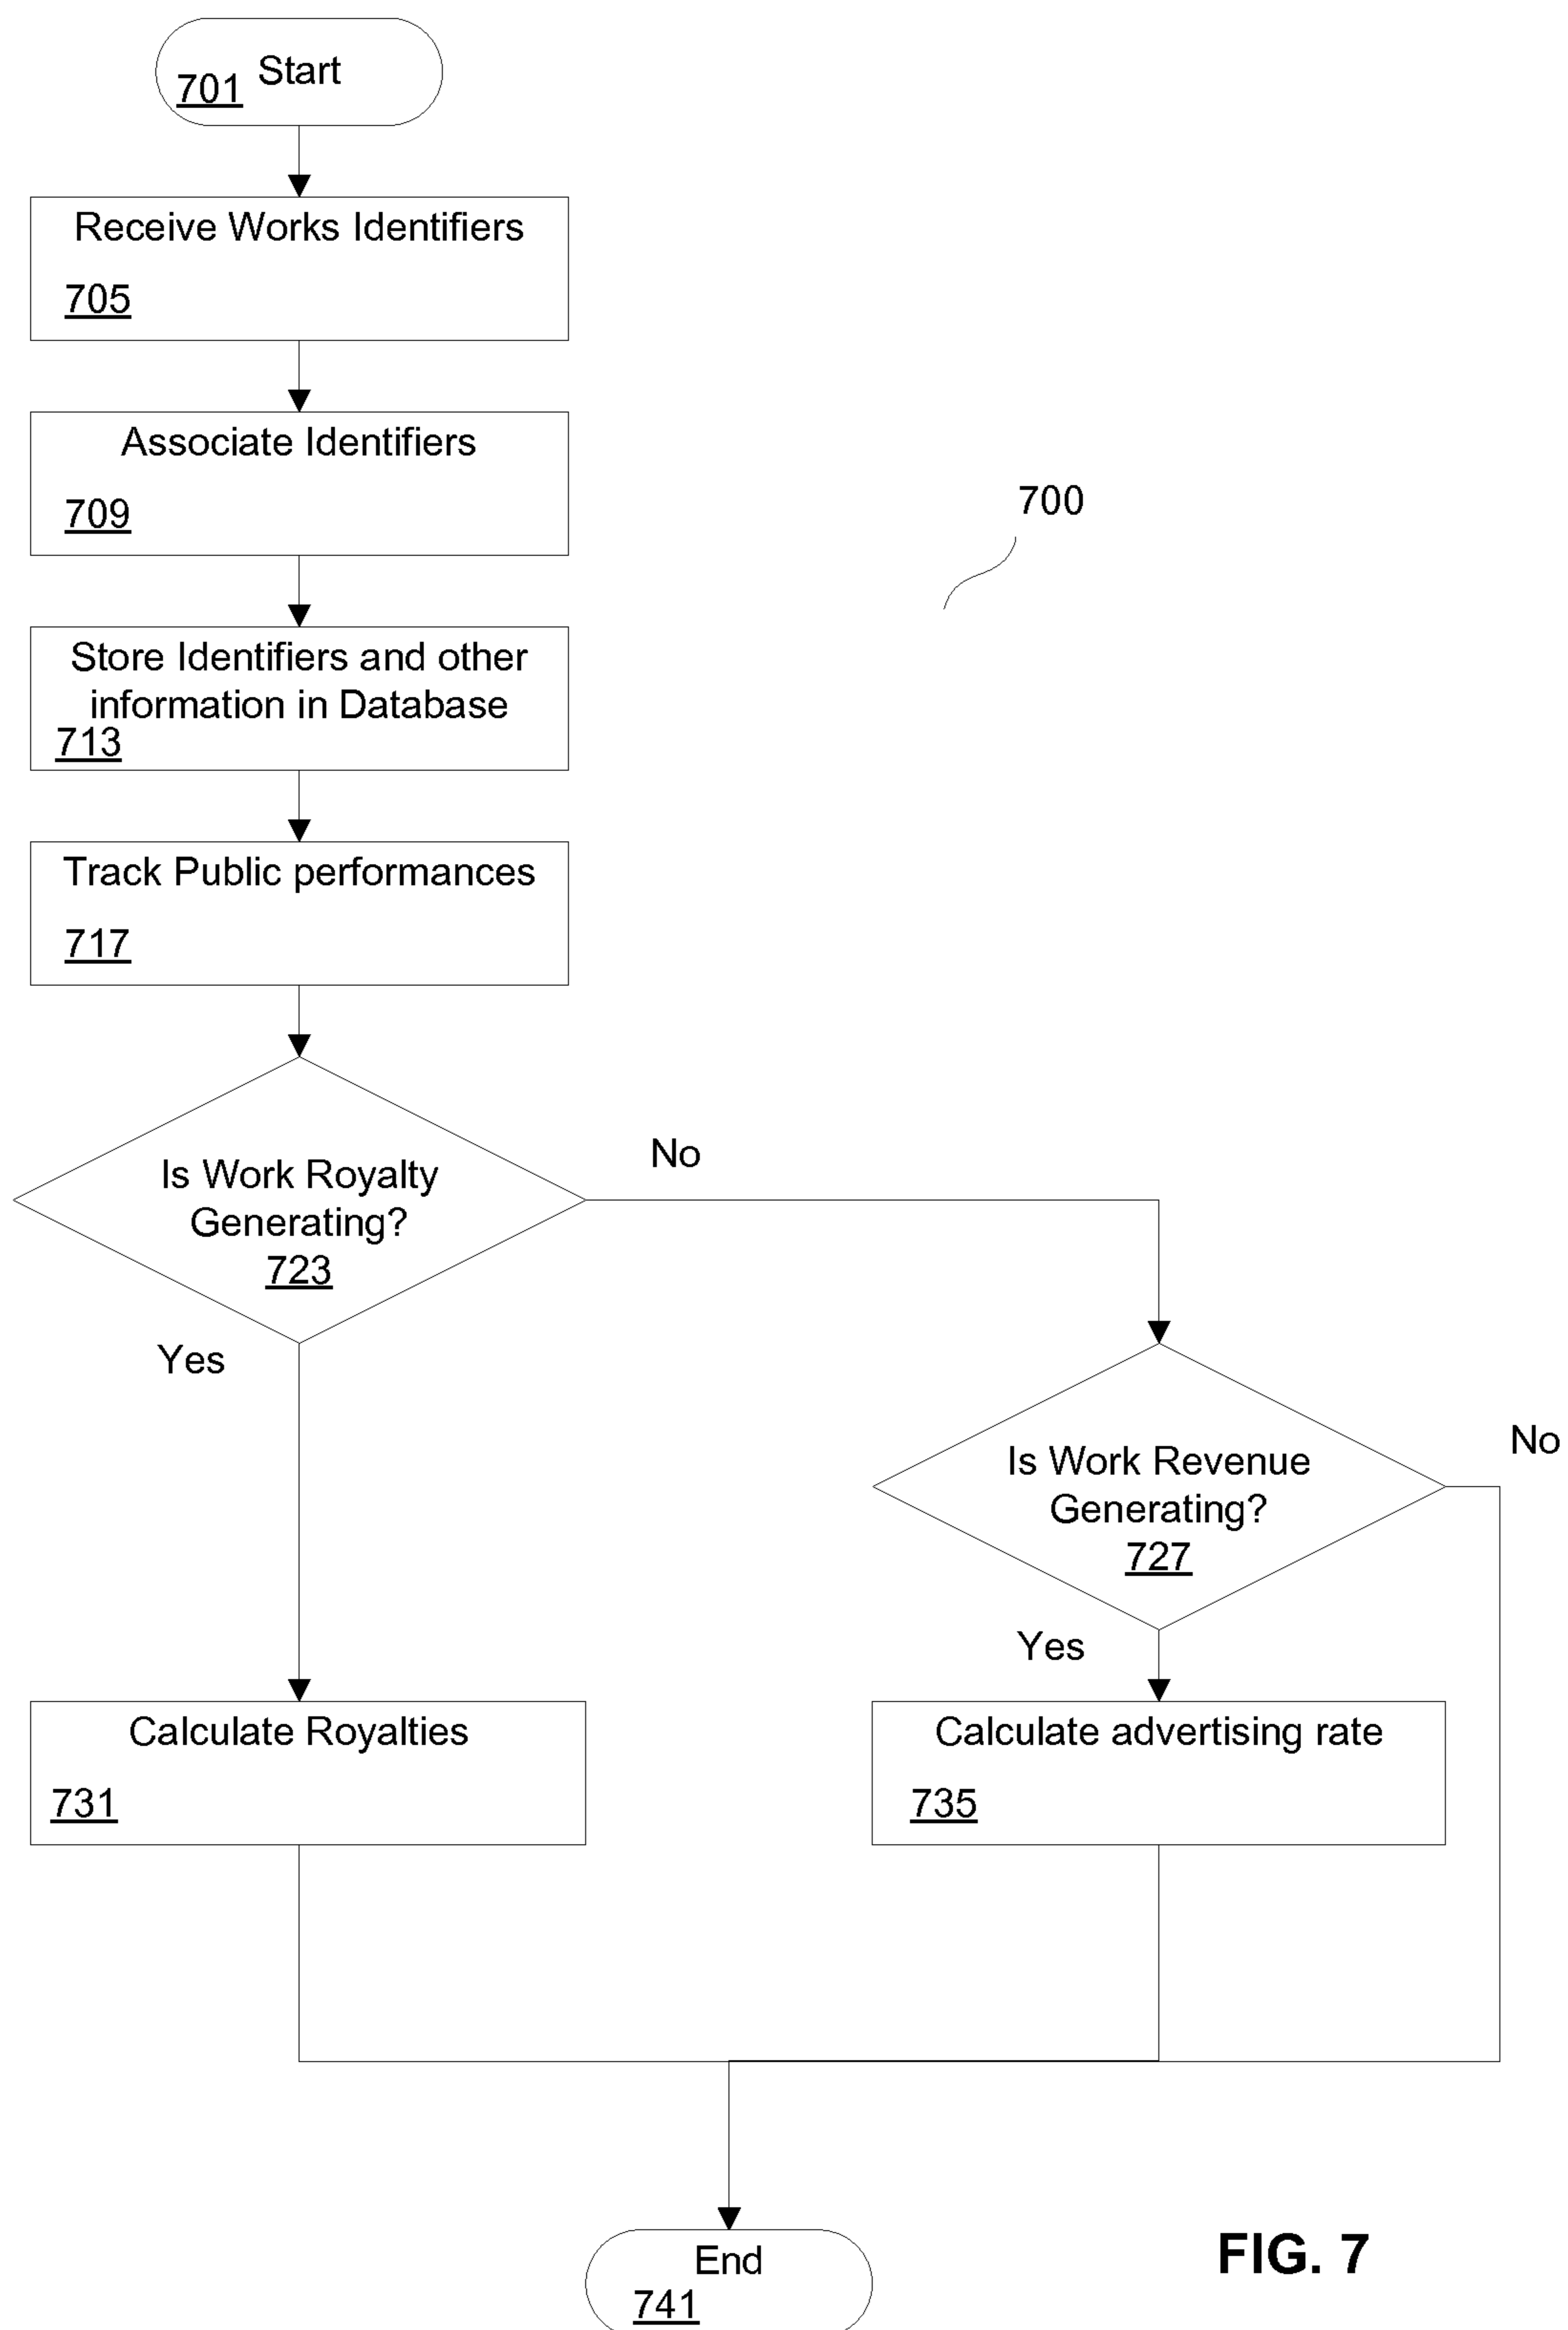 Start
701
Receive Works Identifiers
705
Associate Identifiers
709
700
Store Identifiers and other
information in Database
713
Track Public performances
717
Is Work Royalty
Generating?
723
No
Yes
Is Work Revenue
Generating?
727
No
Yes
Calculate Royalties
731
Calculate advertising rate
735
End
741
FIG. 7